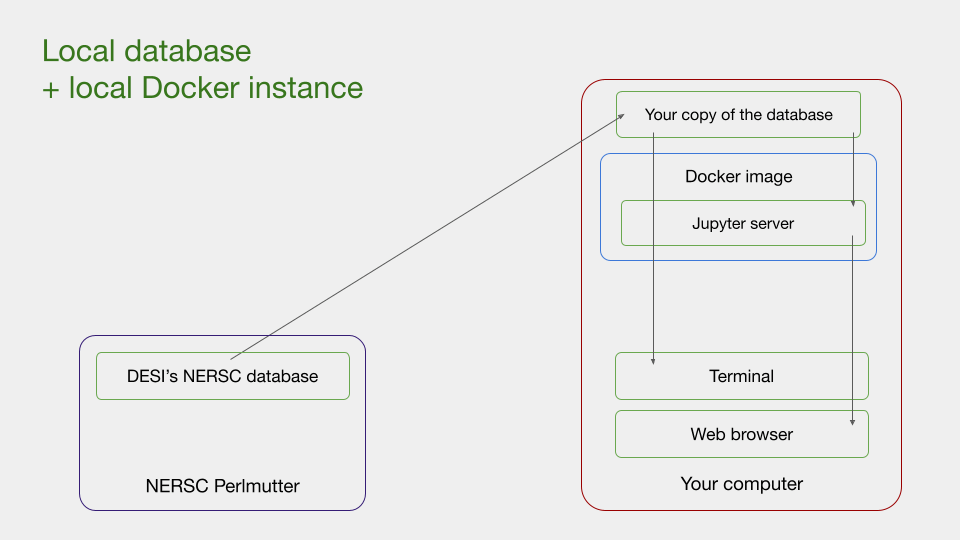 Local database
+ local Docker instance
Your copy of the database
Docker image
Jupyter server
DESI’s NERSC database
Terminal
Web browser
NERSC Perlmutter
Your computer